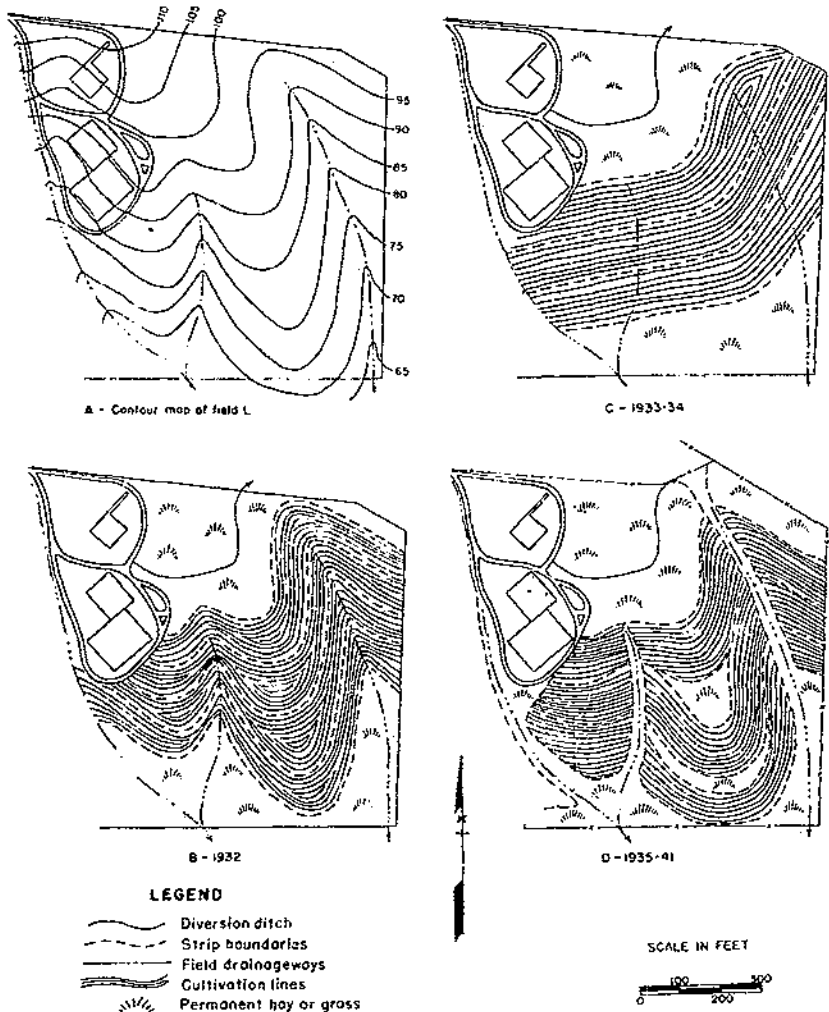 110
105
100
95
90
85
80
75
70
65
A - Contour map of field L
C - 1933-34
B - 1932
D - 1935-41
LEGEND
Diversion ditch
Strip boundaries
Field drainageways
Cultivation lines
Permanent hay or grass
N
SCALE IN FEET
100 500
0 200